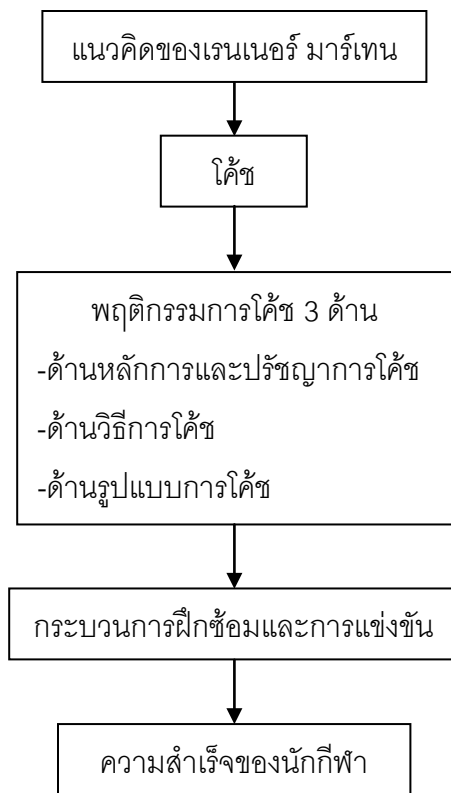 แนวคิดของเรนเนอร์ มาร์เทน
โค้ช
พฤติกรรมการโค้ช 3 ด้าน
-ด้านหลักการและปรัชญาการโค้ช
-ด้านวิธีการโค้ช
-ด้านรูปแบบการโค้ช
กระบวนการฝึกซ้อมและการแข่งขัน
ความสำเร็จของนักกีฬา